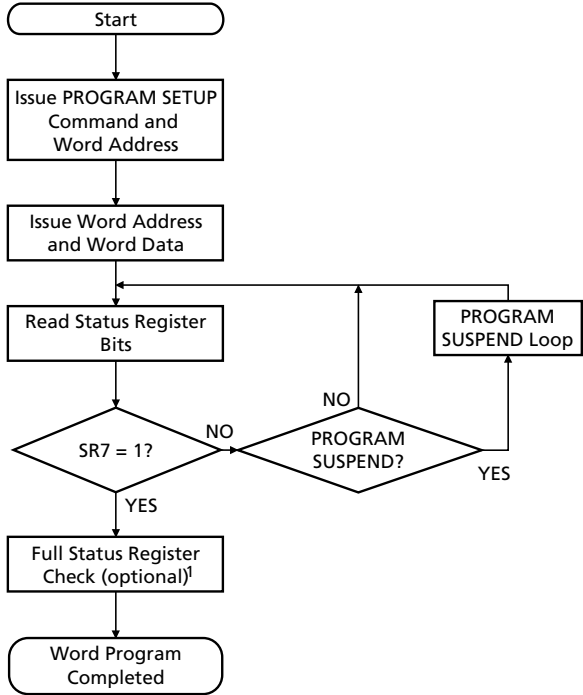 Start
Issue PROGRAM SETUP
Command and
Word Address
Issue Word Address
and Word Data
Read Status Register
Bits
PROGRAM
SUSPEND Loop
SR7 = 1?
NO
PROGRAM
SUSPEND?
NO
YES
YES
Full Status Register
Check (optional)¹
Word Program
Completed